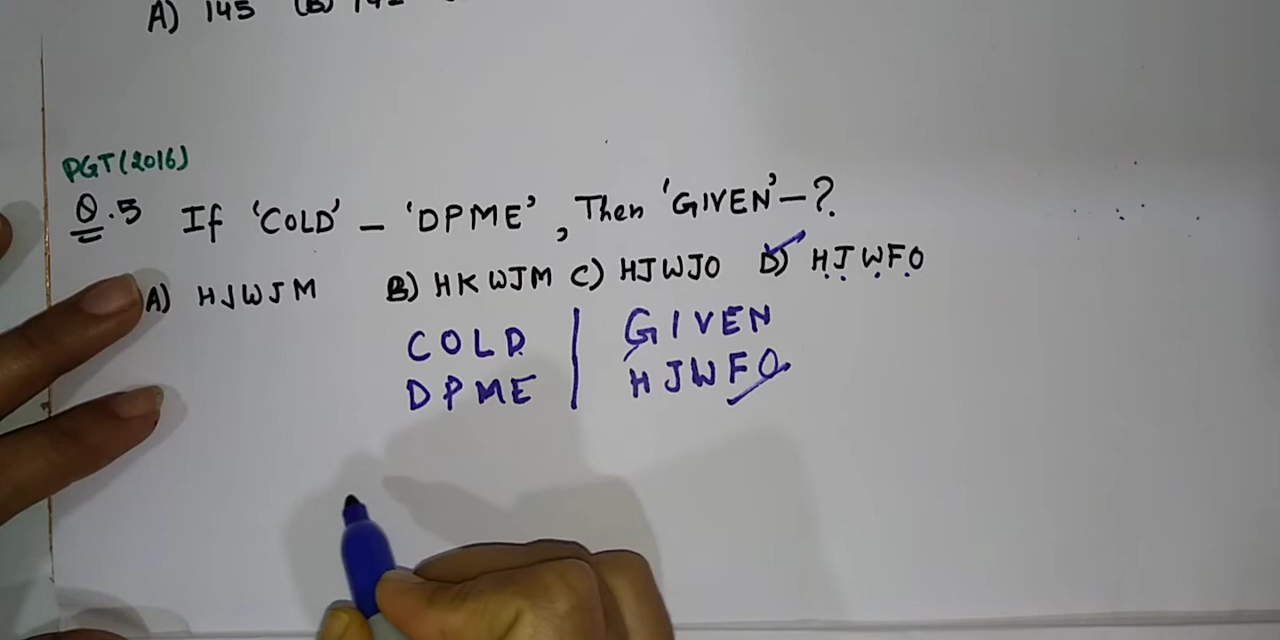 A) 145 (B)
PGT(2016)
Q.5 If 'COLD' - 'DPME', Then 'GIVEN' - ?
A) HJWJM B) HKWJM C) HJWJO D) HJWFO
COLD | GIVEN
DPME | HJWFO